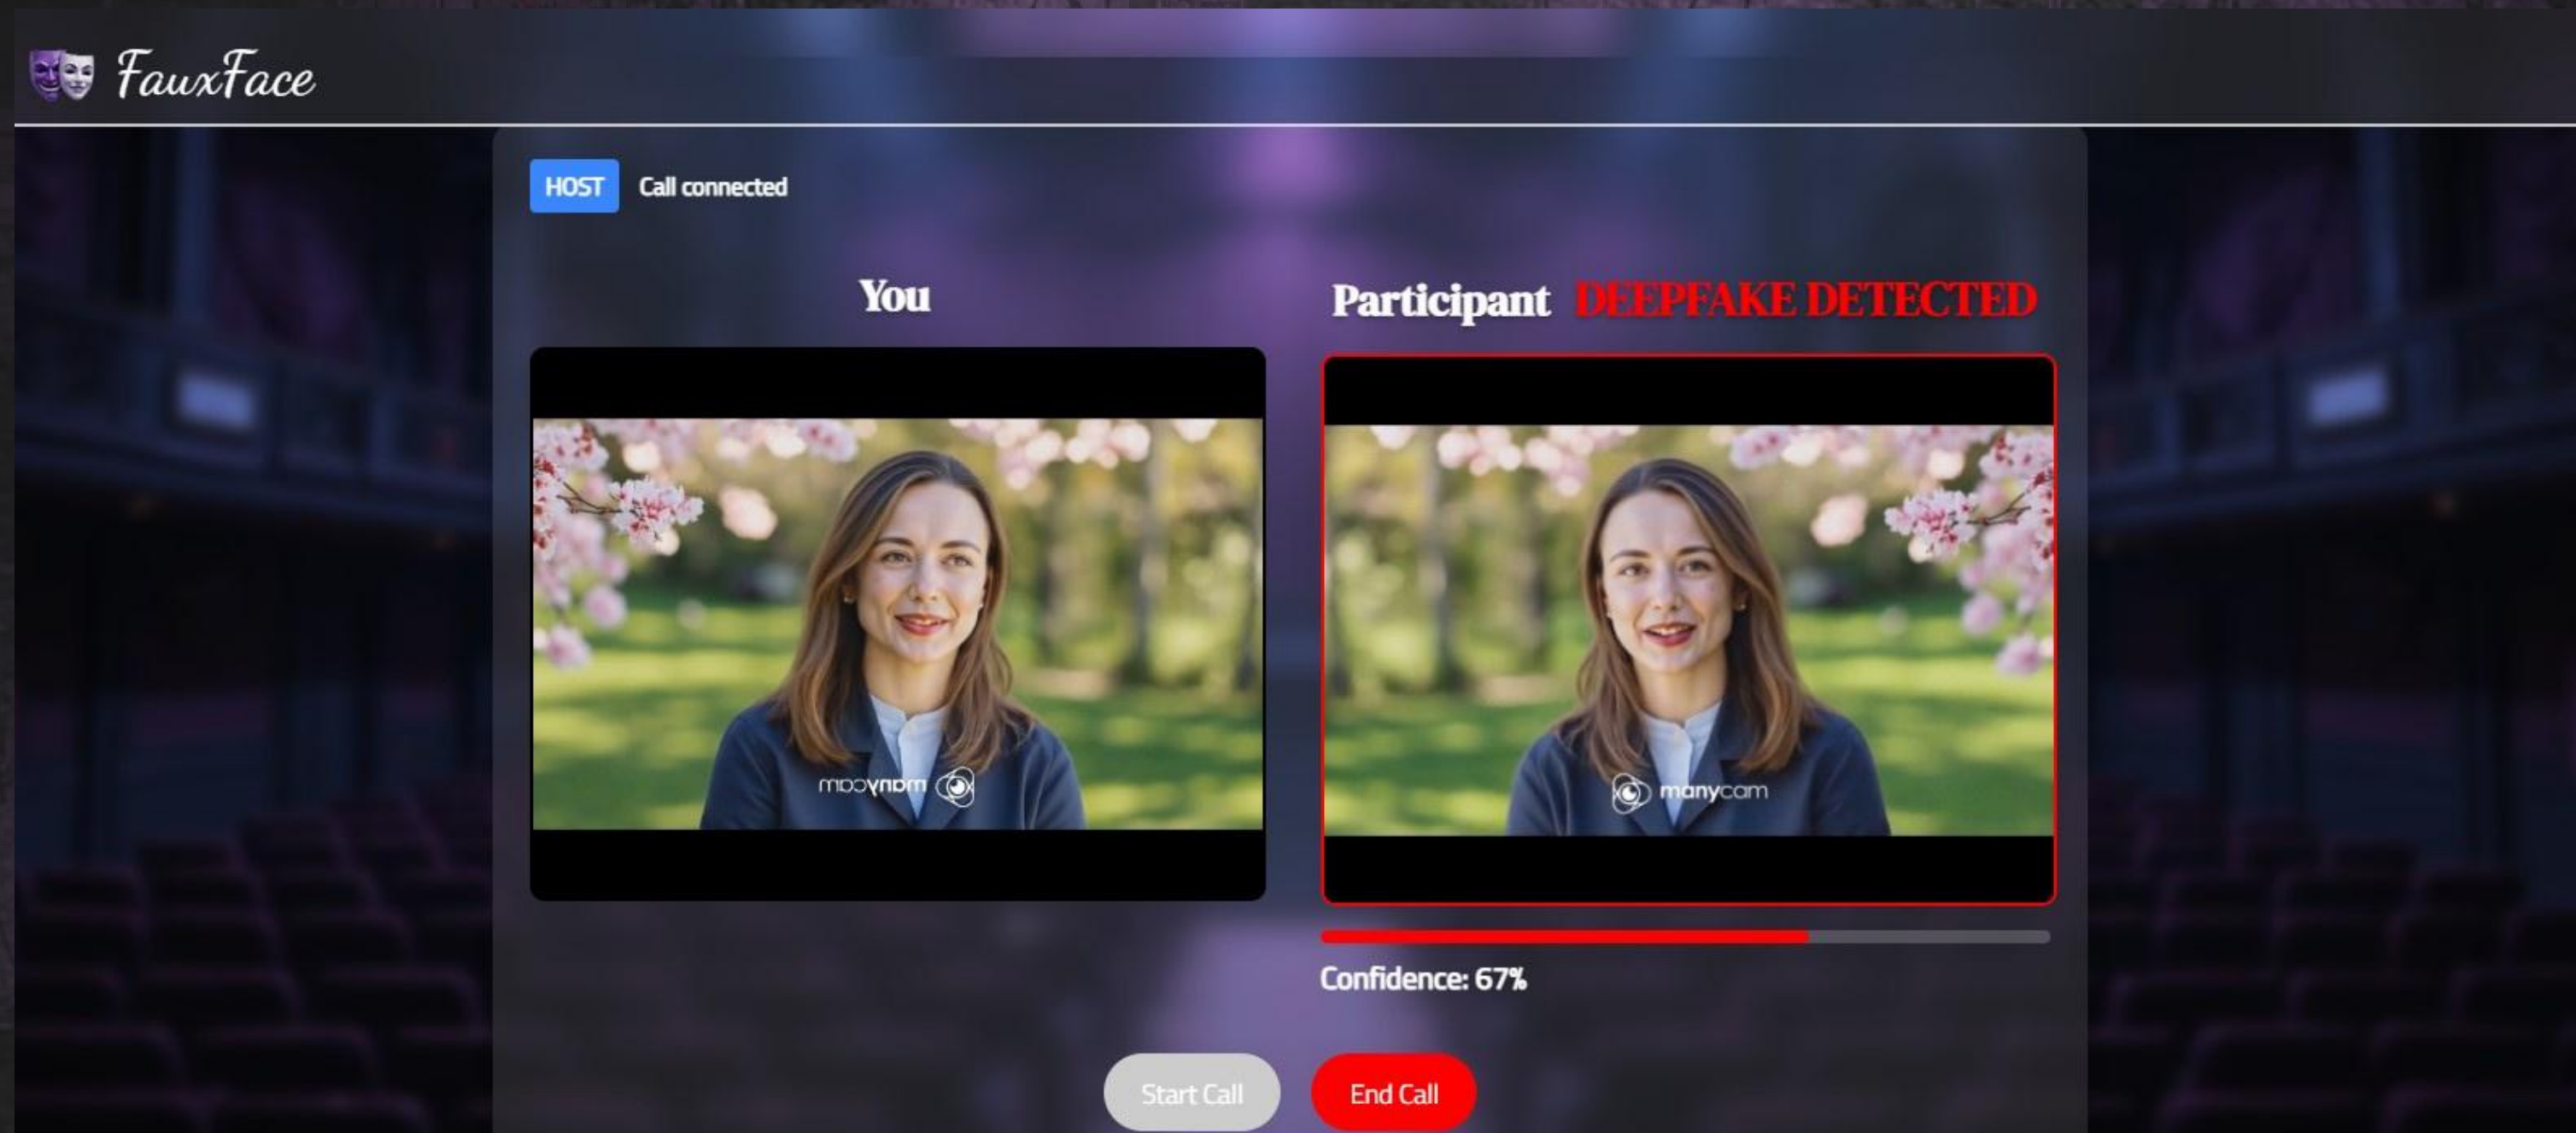 FauxFace
HOST Call connected
You
Participant DEEPFAKE DETECTED
manycam
manycam
Confidence: 67%
Start Call
End Call